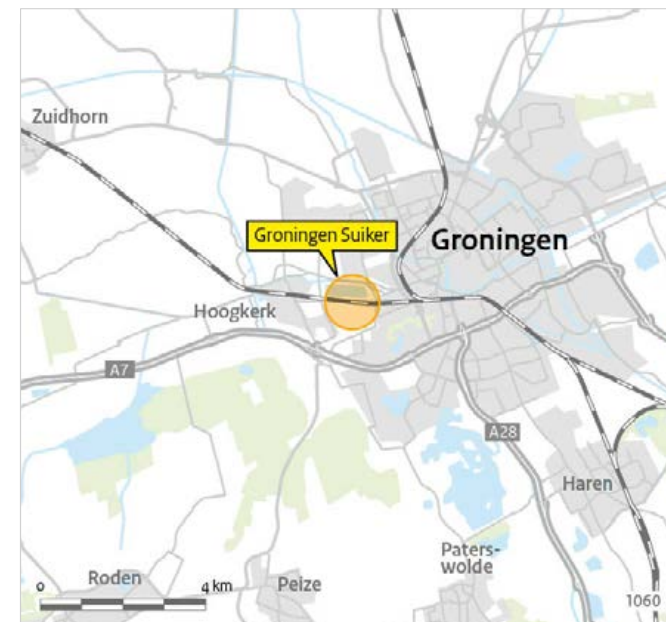 Zuidhorn
Groningen Suiker
Groningen
Hoogkerk
A7
A28
Haren
Paters-
wolde
Roden
Peize
0 4 km
1060